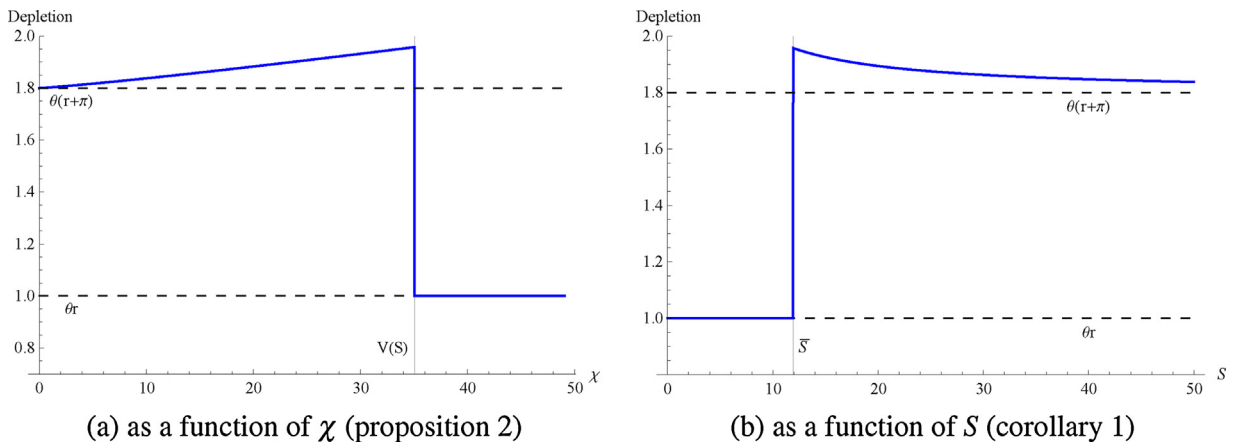 Depletion
2.0
1.8
θ(r+π)
1.6
1.4
1.2
1.0
θr
0.8
V(S)
0 10 20 30 40 50 χ
(a) as a function of χ (proposition 2)
Depletion
2.0
1.8
θ(r+π)
1.6
1.4
1.2
1.0
θr
S̅
0 10 20 30 40 50 S
(b) as a function of S (corollary 1)